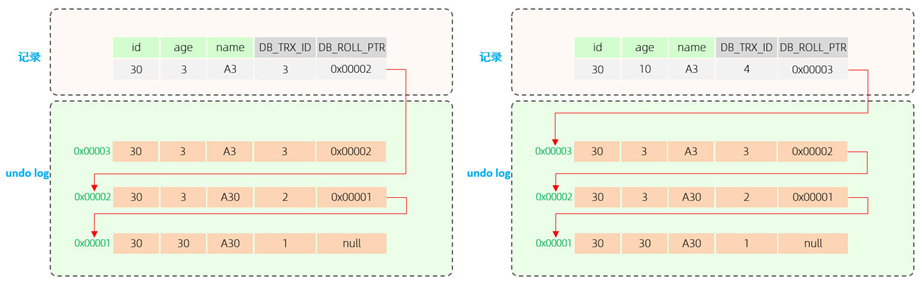 记录
id age name DB_TRX_ID DB_ROLL_PTR
30 3 A3 3 0x00002
undo log
0x00003 30 3 A3 3 0x00002
0x00002 30 3 A30 2 0x00001
0x00001 30 30 A30 1 null
记录
id age name DB_TRX_ID DB_ROLL_PTR
30 10 A3 4 0x00003
undo log
0x00003 30 3 A3 3 0x00002
0x00002 30 3 A30 2 0x00001
0x00001 30 30 A30 1 null